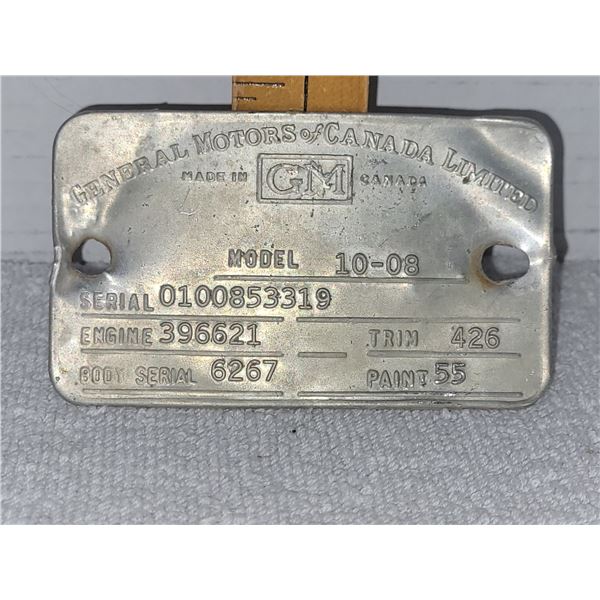 GENERAL MOTORS of CANADA LIMITED
MADE IN GM CANADA
MODEL 10-08
SERIAL 0100853319
ENGINE 396621 TRIM 426
BODY SERIAL 6267 PAINT 55